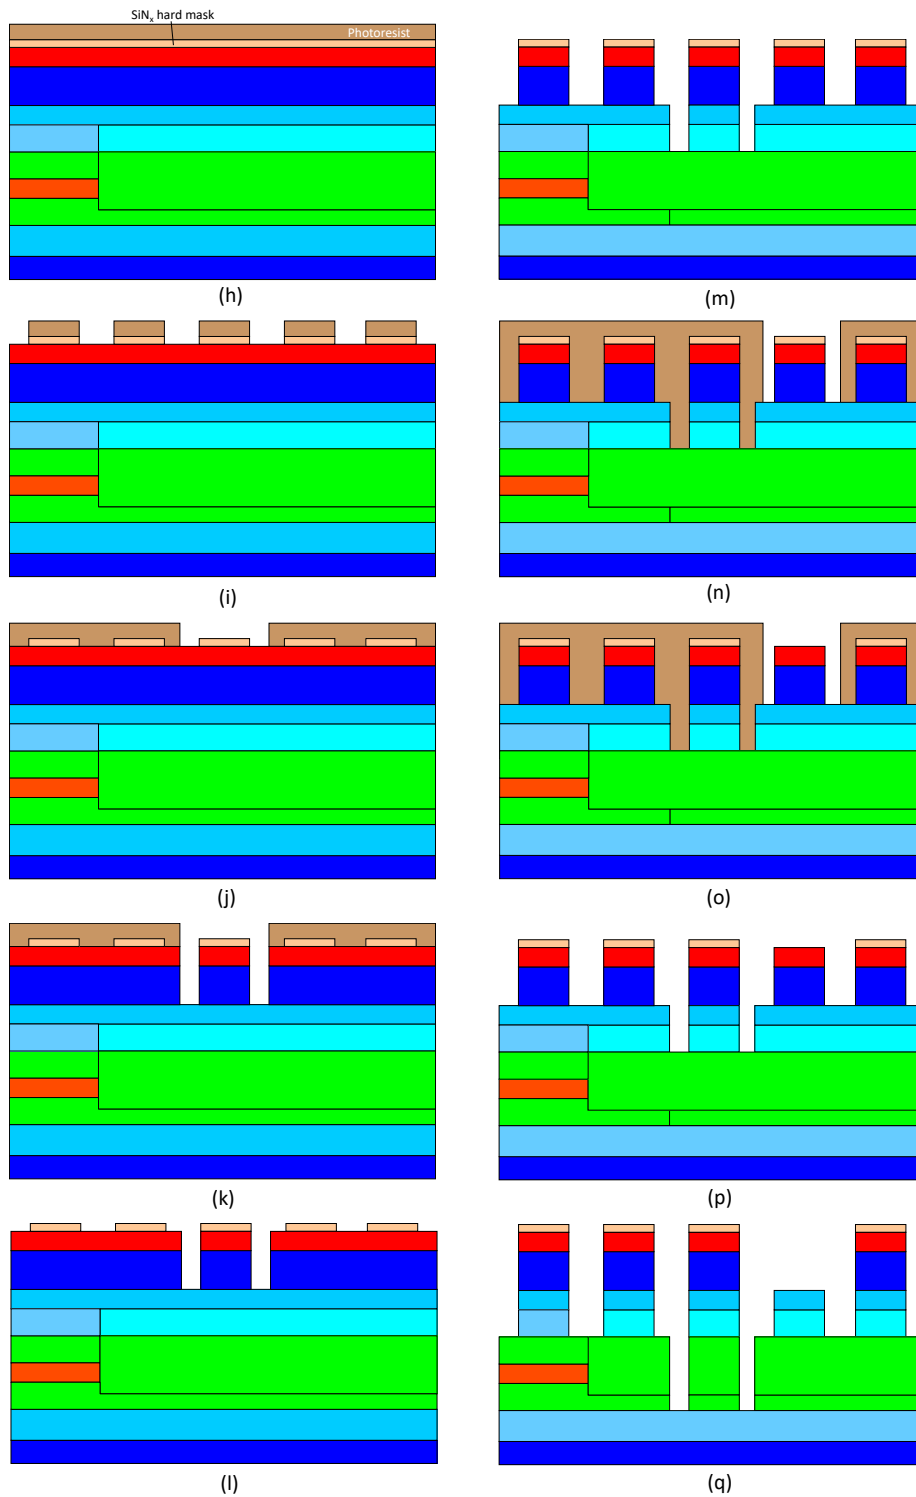 SiNx hard mask
Photoresist
(h)
(i)
(j)
(k)
(l)
(m)
(n)
(o)
(p)
(q)